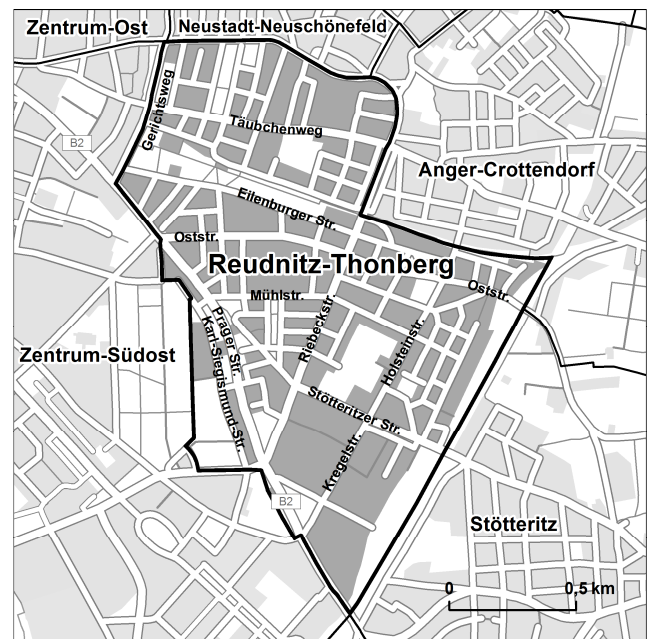 Zentrum-Ost
Neustadt-Neuschönefeld
Gerichtsweg
Täubchenweg
B2
Anger-Crottendorf
Eilenburger Str.
Oststr.
Reudnitz-Thonberg
Oststr.
Mühlstr.
Prager Str.
Karl-Siegismund-Str.
Riebeckstr.
Holsteinstr.
Zentrum-Südost
Stötteritzer Str.
Kregelstr.
B2
Stötteritz
0 0,5 km